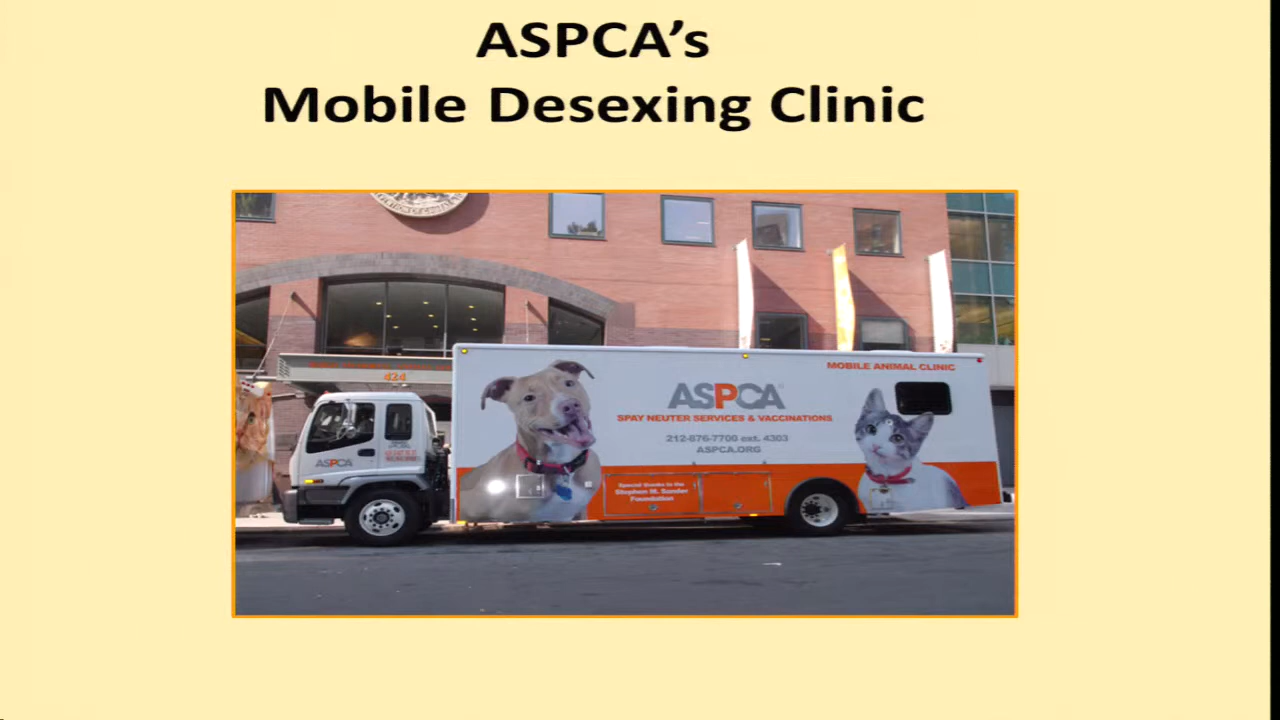 ASPCA's
Mobile Desexing Clinic
424
MOBILE ANIMAL CLINIC
ASPCA
SPAY NEUTER SERVICES & VACCINATIONS
212-876-7700 ext. 4303
ASPCA.ORG
ASPCA
Special thanks to the
Stephen M. Sander
Foundation